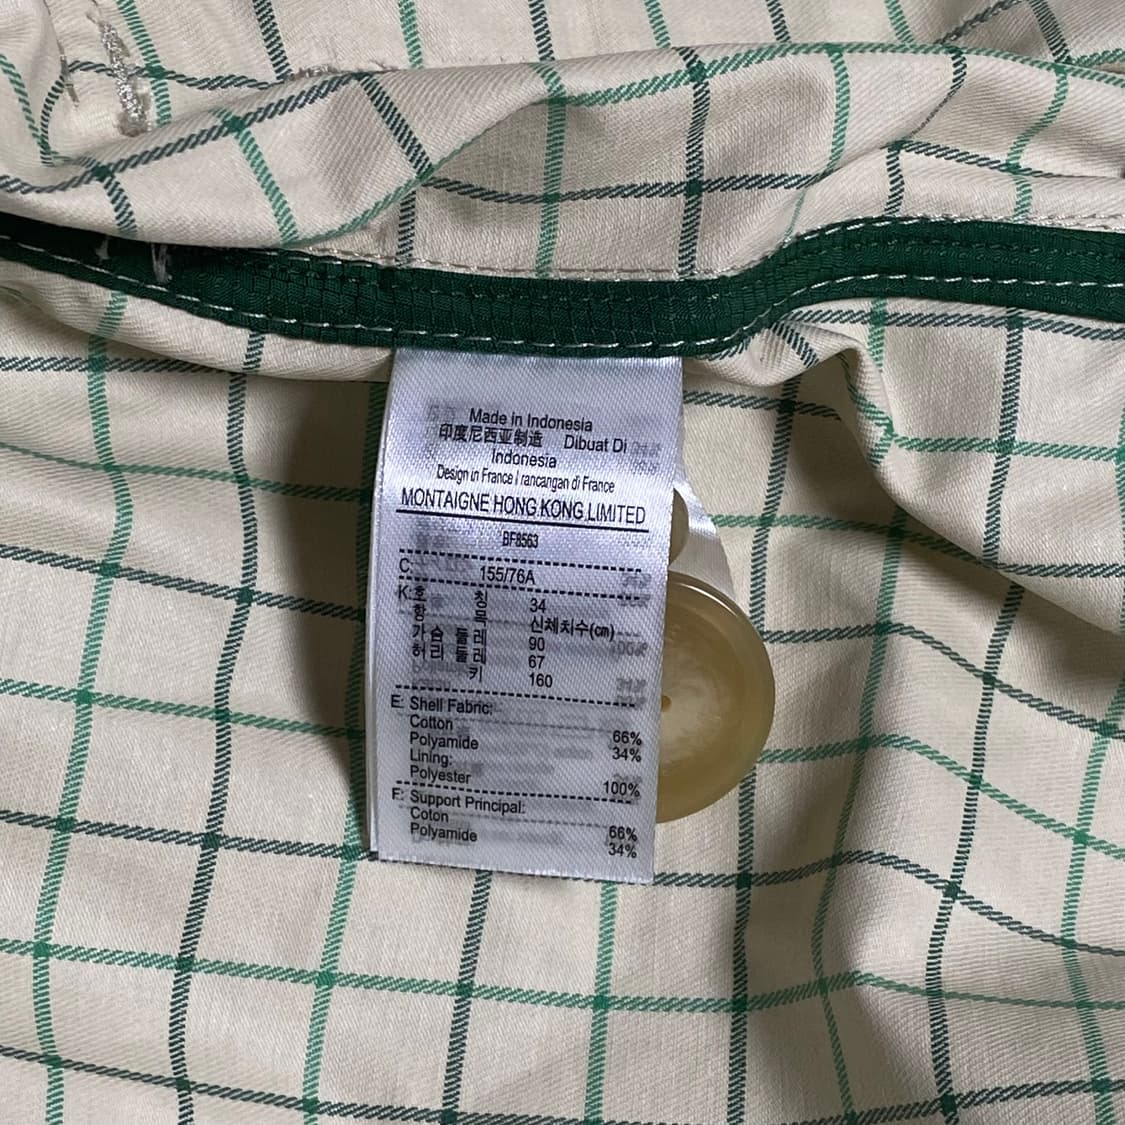 Made in Indonesia
印度尼西亚制造 Dibuat Di
Indonesia
Design in France / rancangan di France
MONTAIGNE HONG KONG LIMITED
BF8563
C: 155/76A
K: 호 칭 34
항 목 신체치수(cm)
가슴 둘레 90
허리 둘레 67
키 160
E: Shell Fabric:
Cotton 66%
Polyamide 34%
Lining:
Polyester 100%
F: Support Principal:
Coton 66%
Polyamide 34%